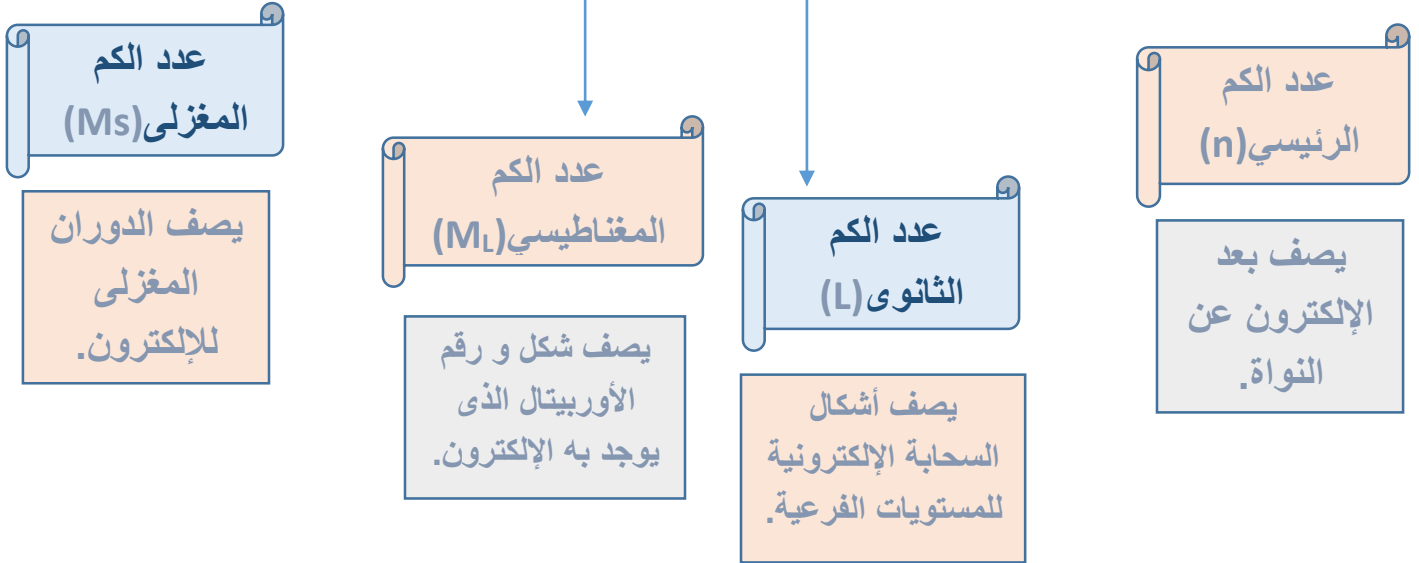 عدد الكم
الرئيسي(n)
يصف بعد
الإلكترون عن
النواة.
عدد الكم
الثانوى(L)
يصف أشكال
السحابة الإلكترونية
للمستويات الفرعية.
عدد الكم
المغناطيسي(ML)
يصف شكل و رقم
الأوربيتال الذى
يوجد به الإلكترون.
عدد الكم
المغزلى(Ms)
يصف الدوران
المغزلى
للإلكترون.